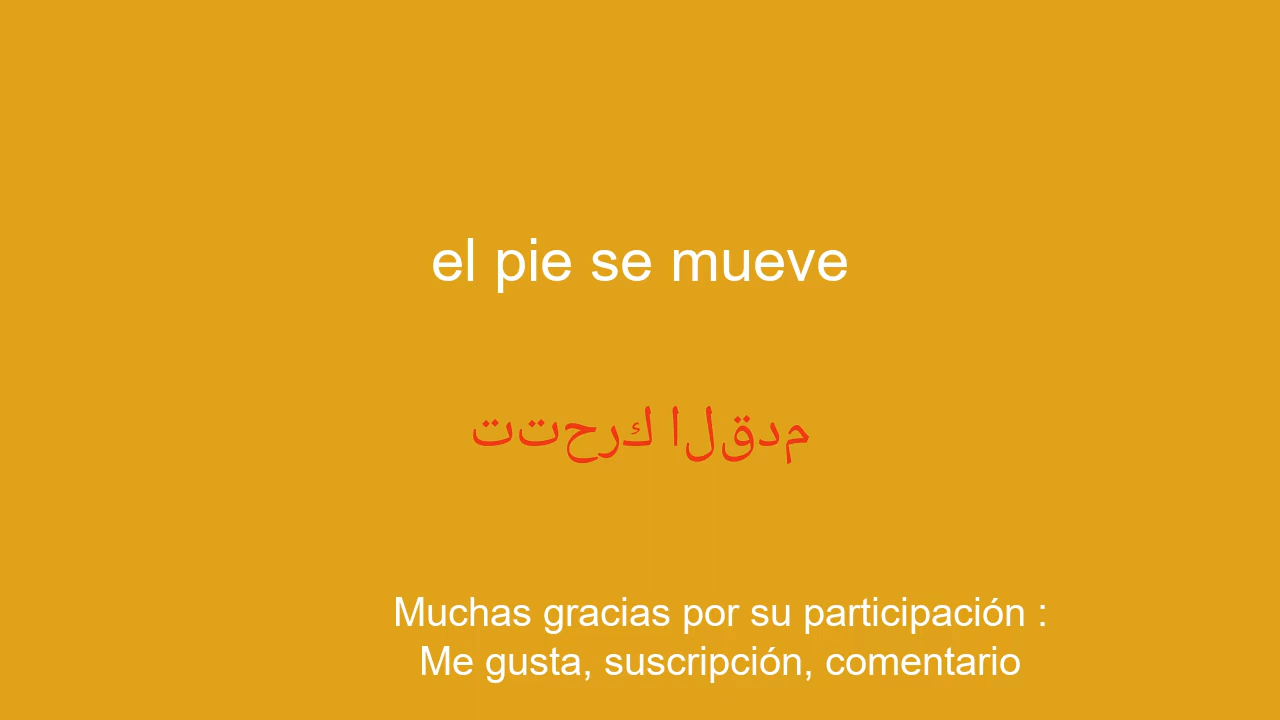 el pie se mueve
تتحرك القدم
Muchas gracias por su participación :
Me gusta, suscripción, comentario